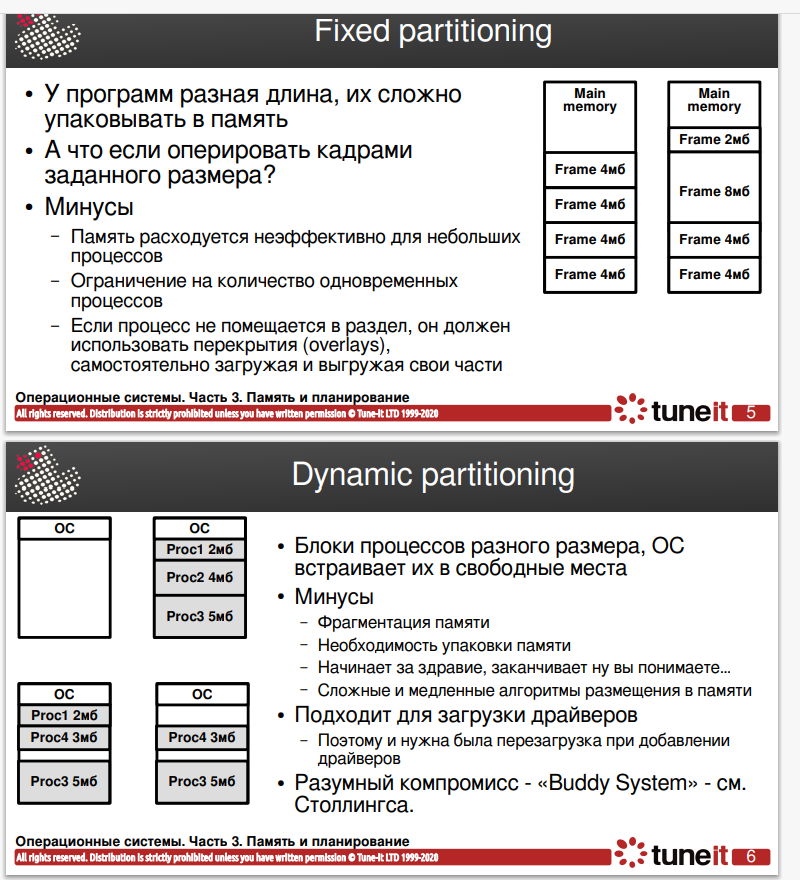 Fixed partitioning
• У программ разная длина, их сложно
упаковывать в память
• А что если оперировать кадрами
заданного размера?
• Минусы
– Память расходуется неэффективно для небольших
процессов
– Ограничение на количество одновременных
процессов
– Если процесс не помещается в раздел, он должен
использовать перекрытия (overlays),
самостоятельно загружая и выгружая свои части
Main
memory
Frame 4мб
Frame 4мб
Frame 4мб
Frame 4мб
Main
memory
Frame 2мб
Frame 8мб
Frame 4мб
Frame 4мб
Операционные системы. Часть 3. Память и планирование
All rights reserved. Distribution is strictly prohibited unless you have written permission © Tune-it LTD 1999-2020
tuneit 5
Dynamic partitioning
ОС
ОС
Proc1 2мб
Proc2 4мб
Proc3 5мб
ОС
Proc1 2мб
Proc4 3мб
Proc3 5мб
ОС
Proc4 3мб
Proc3 5мб
• Блоки процессов разного размера, ОС
встраивает их в свободные места
• Минусы
– Фрагментация памяти
– Необходимость упаковки памяти
– Начинает за здравие, заканчивает ну вы понимаете...
– Сложные и медленные алгоритмы размещения в памяти
• Подходит для загрузки драйверов
– Поэтому и нужна была перезагрузка при добавлении
драйверов
• Разумный компромисс - «Buddy System» - см.
Столлингса.
Операционные системы. Часть 3. Память и планирование
All rights reserved. Distribution is strictly prohibited unless you have written permission © Tune-it LTD 1999-2020
tuneit 6